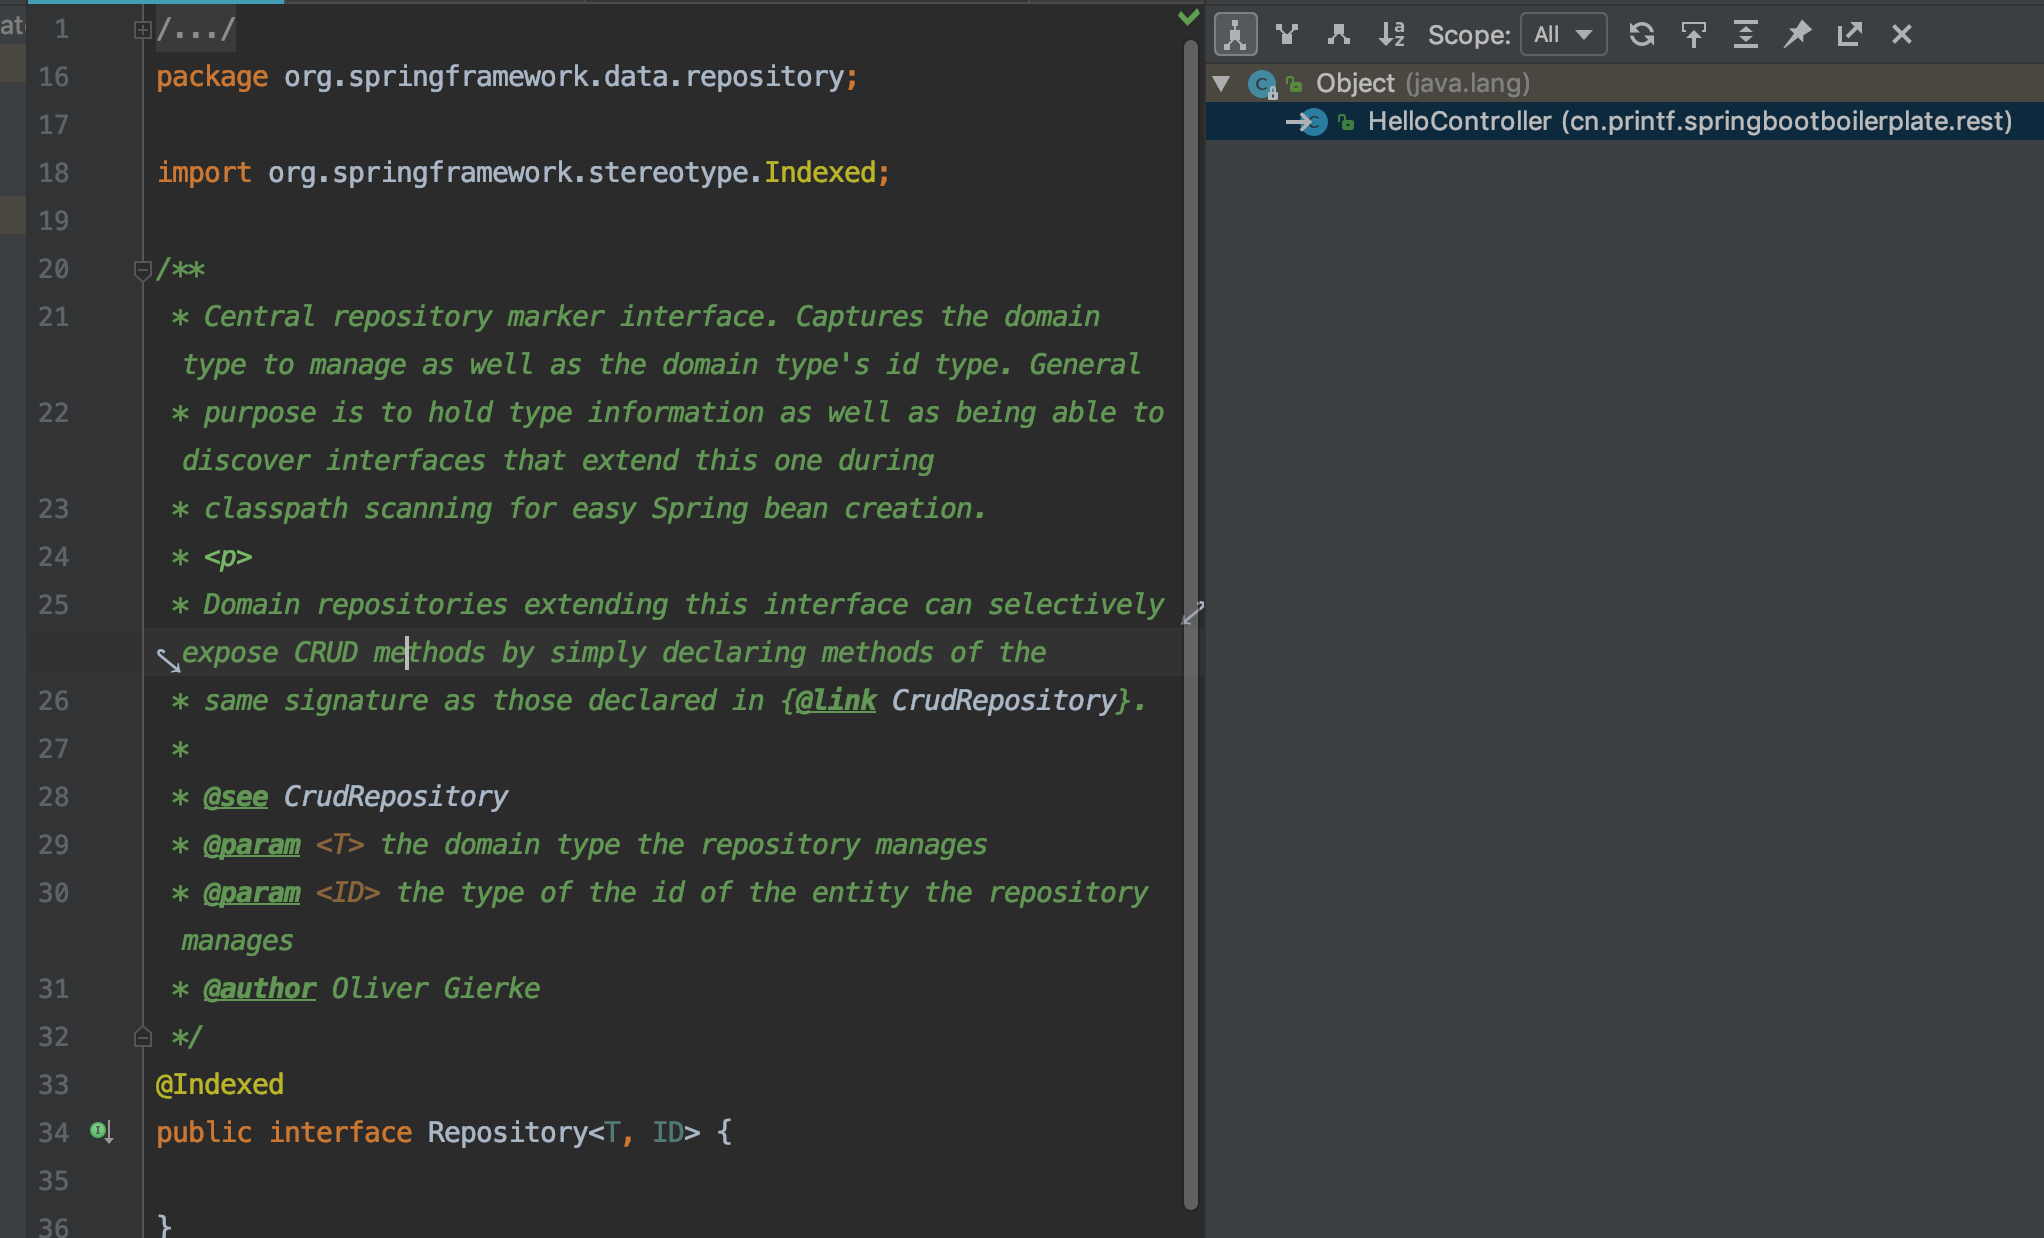 ate
1 /.../
16 package org.springframework.data.repository;
17
18 import org.springframework.stereotype.Indexed;
19
20 /**
21 * Central repository marker interface. Captures the domain
type to manage as well as the domain type's id type. General
22 * purpose is to hold type information as well as being able to
discover interfaces that extend this one during
23 * classpath scanning for easy Spring bean creation.
24 * <p>
25 * Domain repositories extending this interface can selectively
expose CRUD methods by simply declaring methods of the
26 * same signature as those declared in {@link CrudRepository}.
27 *
28 * @see CrudRepository
29 * @param <T> the domain type the repository manages
30 * @param <ID> the type of the id of the entity the repository
manages
31 * @author Oliver Gierke
32 */
33 @Indexed
34 public interface Repository<T, ID> {
35
36 }
Scope: All
Object (java.lang)
HelloController (cn.printf.springbootboilerplate.rest)